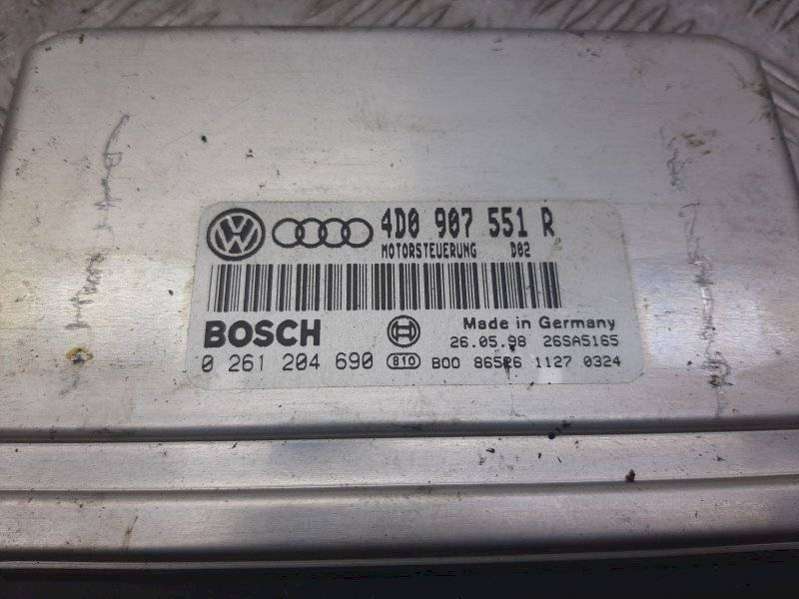 4D0 907 551 R
MOTORSTEUERUNG D02
BOSCH
Made in Germany
26.05.98 26SA5165
0 261 204 690 810 B00 86526 1127 0324